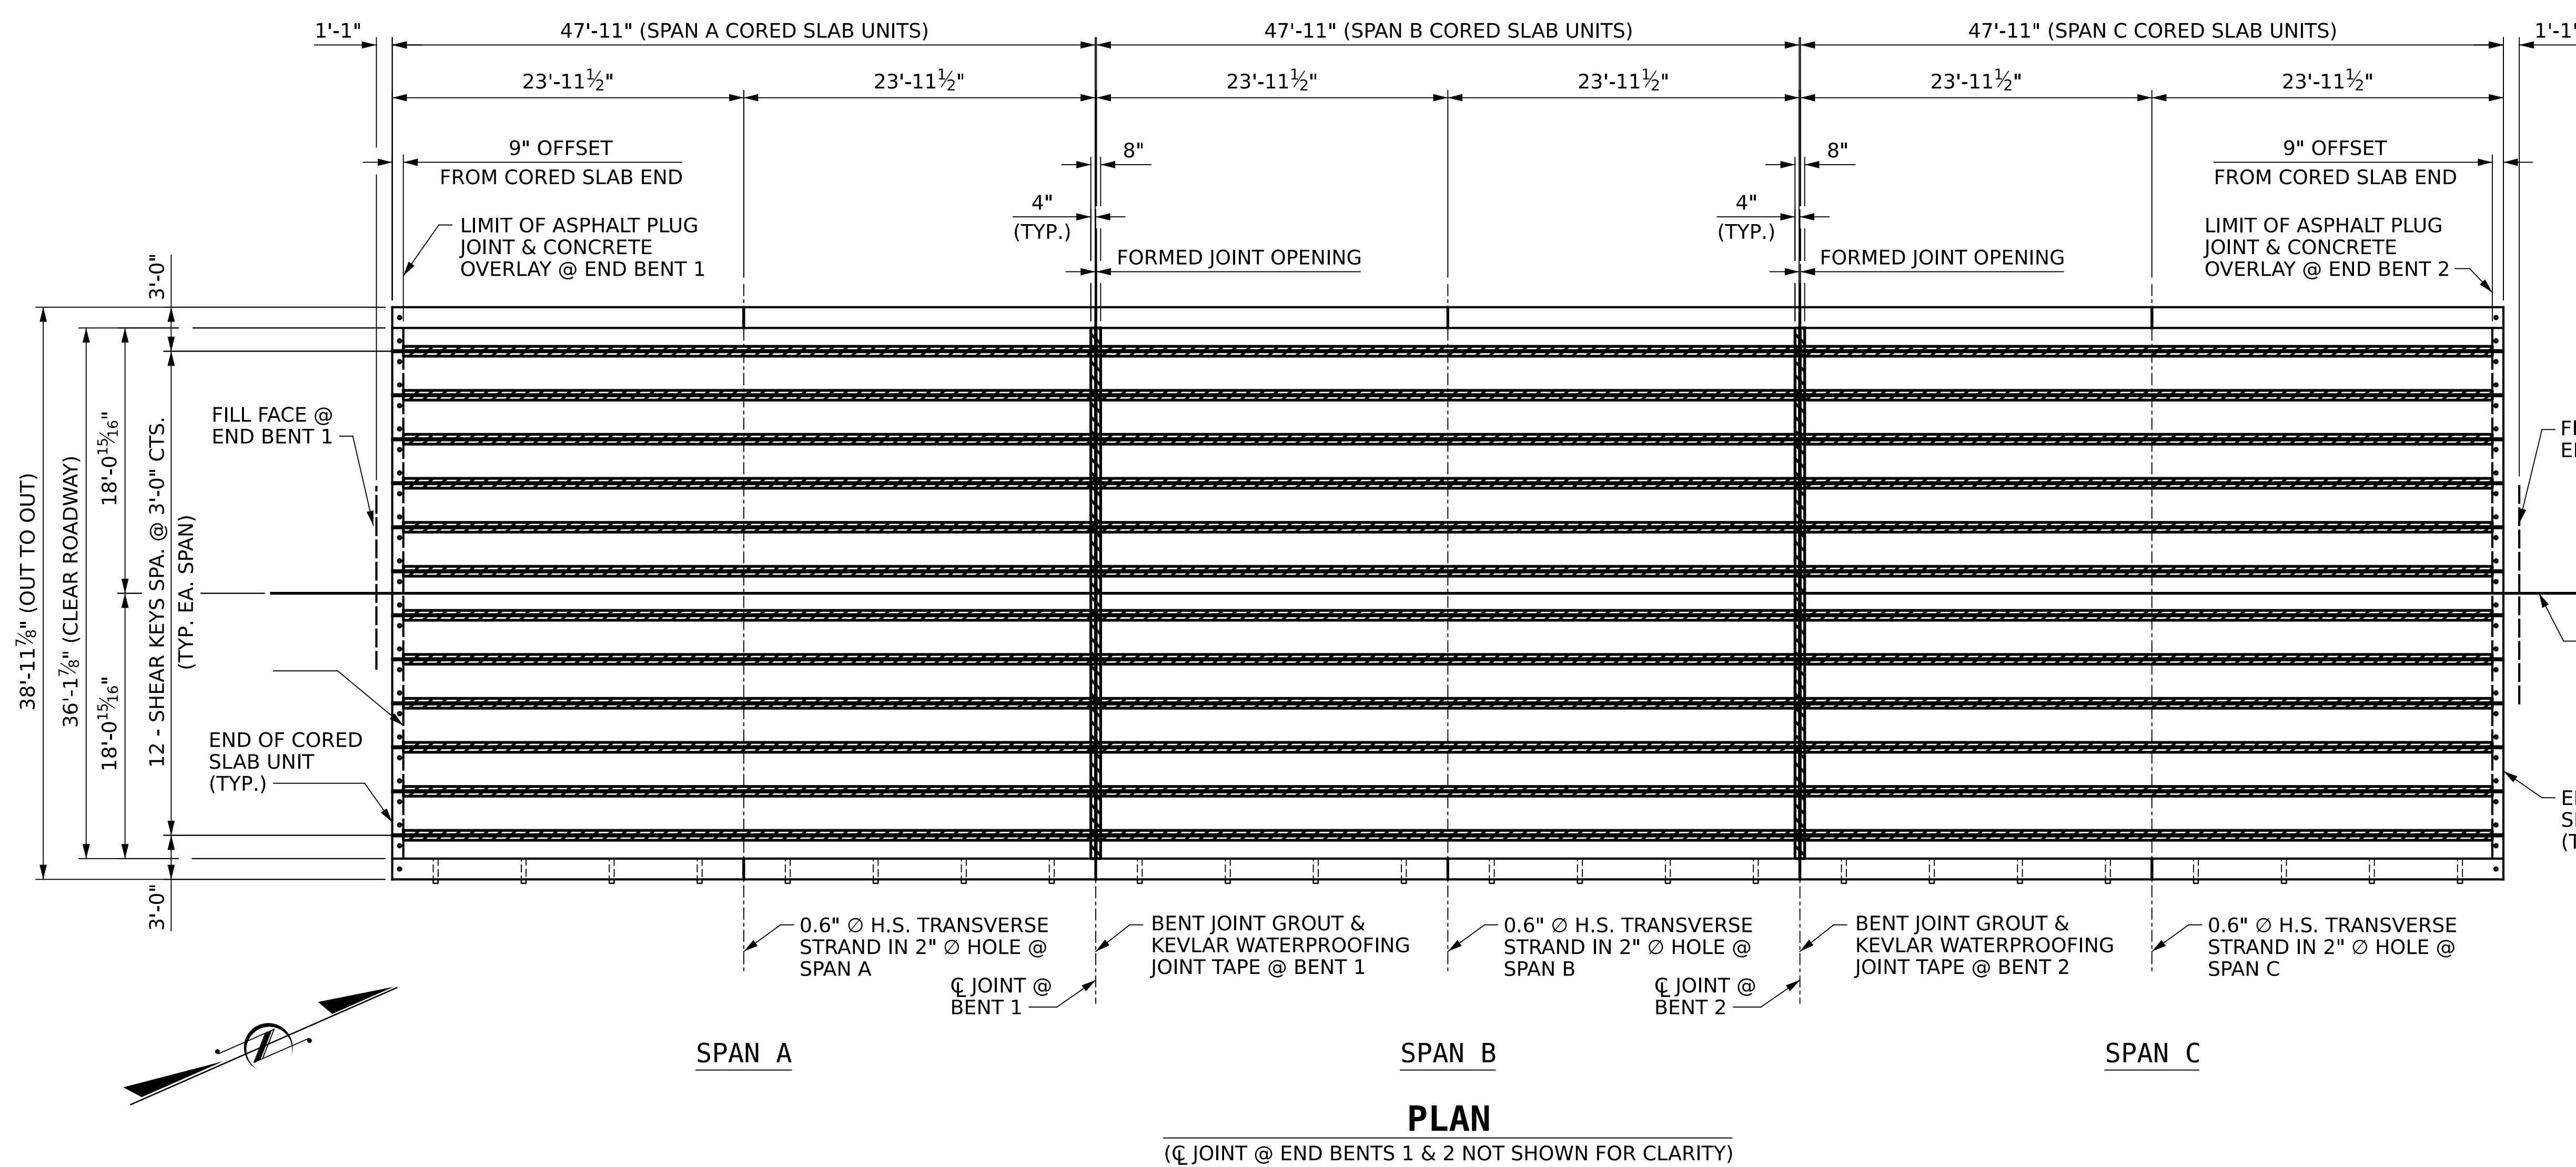 1'-1"
47'-11" (SPAN A CORED SLAB UNITS)
47'-11" (SPAN B CORED SLAB UNITS)
47'-11" (SPAN C CORED SLAB UNITS)
1'-1"
23'-11½"
23'-11½"
23'-11½"
23'-11½"
23'-11½"
23'-11½"
9" OFFSET
FROM CORED SLAB END
8"
8"
9" OFFSET
FROM CORED SLAB END
4"
(TYP.)
4"
(TYP.)
LIMIT OF ASPHALT PLUG
JOINT & CONCRETE
OVERLAY @ END BENT 1
FORMED JOINT OPENING
FORMED JOINT OPENING
LIMIT OF ASPHALT PLUG
JOINT & CONCRETE
OVERLAY @ END BENT 2
38'-11⅞" (OUT TO OUT)
36'-1⅞" (CLEAR ROADWAY)
18'-0 15/16"
18'-0 15/16"
3'-0"
12 - SHEAR KEYS SPA. @ 3'-0" CTS.
(TYP. EA. SPAN)
3'-0"
FILL FACE @
END BENT 1
END OF CORED
SLAB UNIT
(TYP.)
0.6" ∅ H.S. TRANSVERSE
STRAND IN 2" ∅ HOLE @
SPAN A
℄ JOINT @
BENT 1
BENT JOINT GROUT &
KEVLAR WATERPROOFING
JOINT TAPE @ BENT 1
0.6" ∅ H.S. TRANSVERSE
STRAND IN 2" ∅ HOLE @
SPAN B
℄ JOINT @
BENT 2
BENT JOINT GROUT &
KEVLAR WATERPROOFING
JOINT TAPE @ BENT 2
0.6" ∅ H.S. TRANSVERSE
STRAND IN 2" ∅ HOLE @
SPAN C
SPAN A
SPAN B
SPAN C
PLAN
(℄ JOINT @ END BENTS 1 & 2 NOT SHOWN FOR CLARITY)